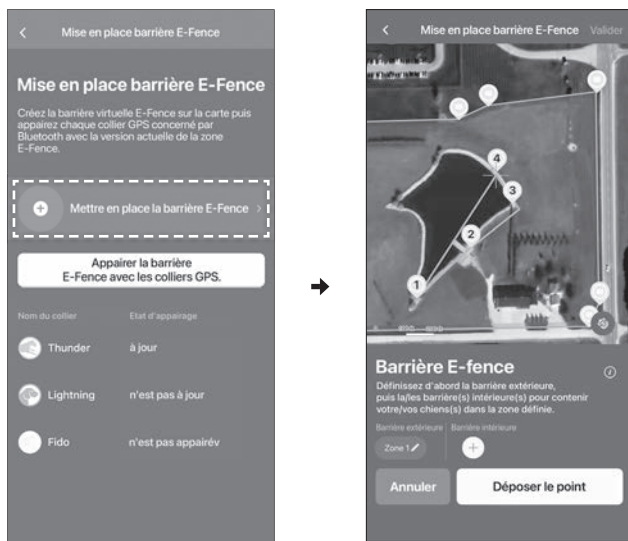 Mise en place barrière E-Fence
Mise en place barrière E-Fence
Créez la barrière virtuelle E-Fence sur la carte puis
appairez chaque collier GPS concerné par
Bluetooth avec la version actuelle de la zone
E-Fence.
Mettre en place la barrière E-Fence
Appairer la barrière
E-Fence avec les colliers GPS.
Nom du collier Etat d'appairage
Thunder à jour
Lightning n'est pas à jour
Fido n'est pas appairév
Mise en place barrière E-Fence Valider
4
3
2
1
Barrière E-fence
Définissez d'abord la barrière extérieure,
puis la/les barrière(s) intérieure(s) pour contenir
votre/vos chiens(s) dans la zone définie.
Barrière extérieure Barrière intérieure
Zone 1
Annuler Déposer le point